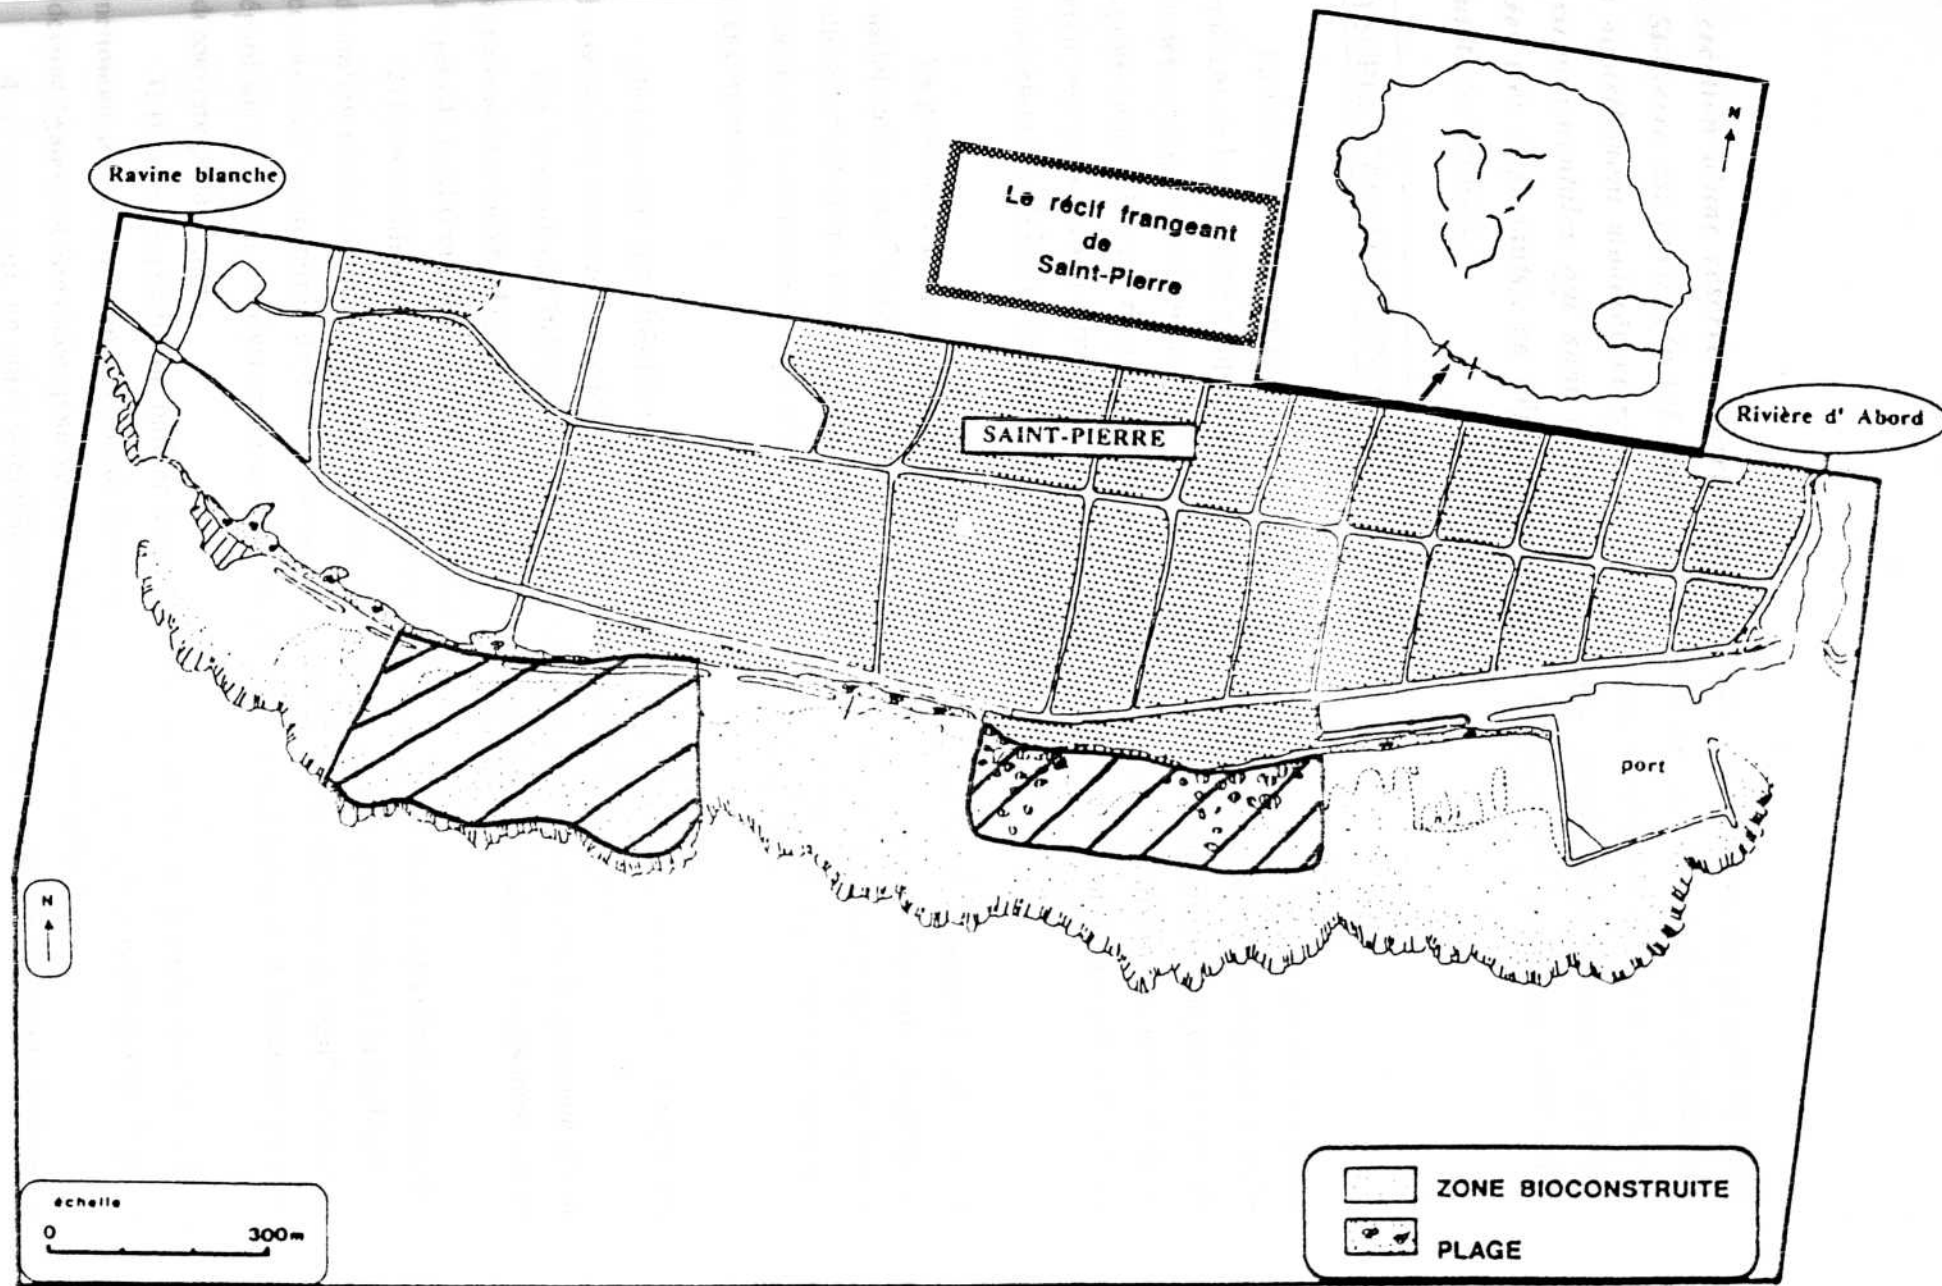 N
Ravine blanche
Le récif frangeant
de
Saint-Pierre
Rivière d' Abord
SAINT-PIERRE
port
N
échelle
0 300m
ZONE BIOCONSTRUITE
PLAGE